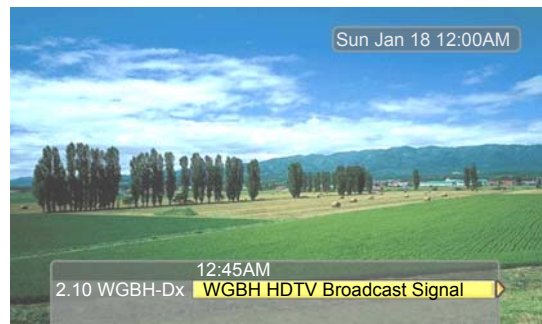 Sun Jan 18 12:00AM
12:45AM
2.10 WGBH-Dx WGBH HDTV Broadcast Signal